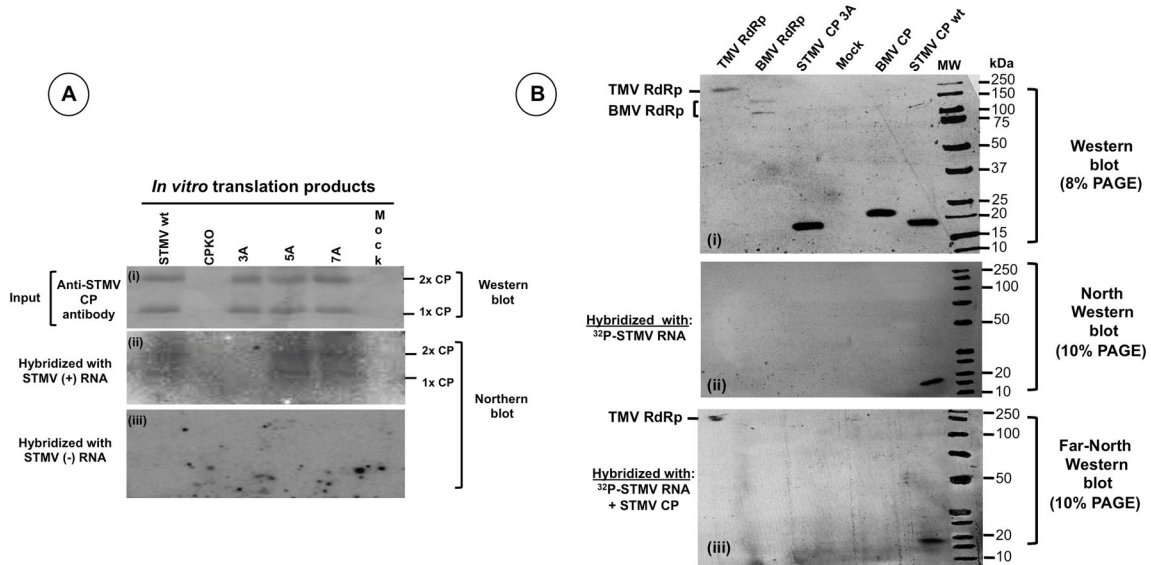 A
In vitro translation products
STMV wt
CPKO
3A
5A
7A
Mock
Input
Anti-STMV
CP
antibody
(i)
2x CP
1x CP
Western
blot
Hybridized with
STMV (+) RNA
(ii)
2x CP
1x CP
Northern
blot
Hybridized with
STMV (-) RNA
(iii)
B
TMV RdRp
BMV RdRp
STMV CP 3A
Mock
BMV CP
STMV CP wt
MW
kDa
TMV RdRp
BMV RdRp
(i)
250
150
100
75
50
37
25
20
15
10
Western
blot
(8% PAGE)
Hybridized with:
³²P-STMV RNA
(ii)
250
100
50
20
10
North
Western
blot
(10% PAGE)
TMV RdRp
Hybridized with:
³²P-STMV RNA
+ STMV CP
(iii)
250
100
50
20
10
Far-North
Western
blot
(10% PAGE)